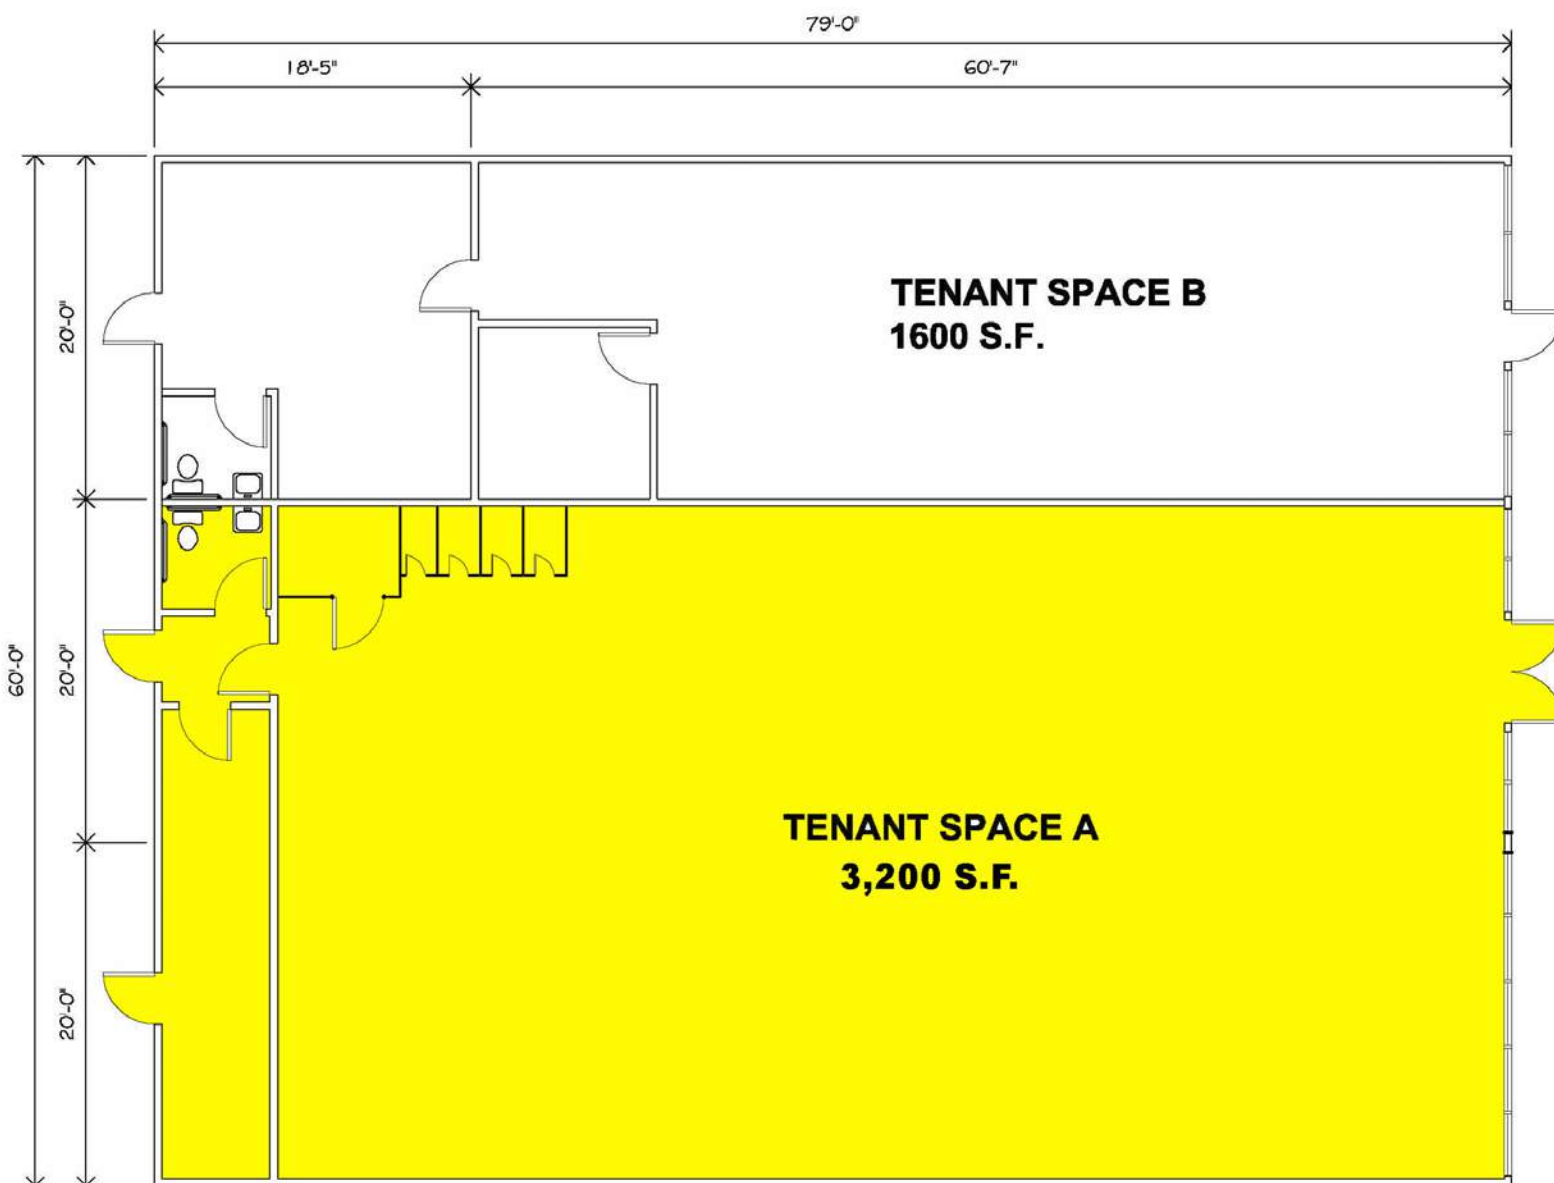 79'-0"
18'-5"
60'-7"
20'-0"
TENANT SPACE B
1600 S.F.
60'-0"
20'-0"
TENANT SPACE A
3,200 S.F.
20'-0"